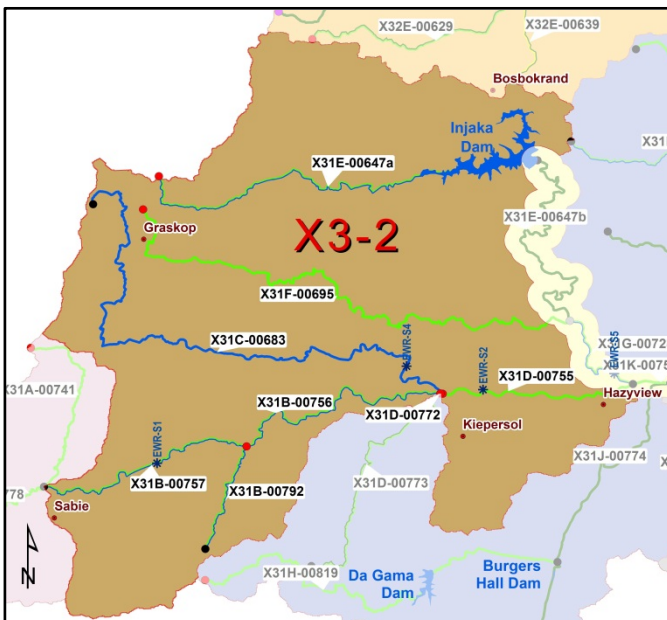 X32E-00629
X32E-00639
Bosbokrand
Injaka
Dam
X31E-00647a
X31E-00647b
Graskop
X3-2
X31F-00695
X31C-00683
EWR-S4
EWR-S2
EWR-S5
X31A-00741
X31B-00756
X31D-00755
X31D-00772
Hazyview
Kiepersol
EWR-S1
X31B-00757
X31B-00792
X31D-00773
X31J-00774
Sabie
X31H-00819
Da Gama
Dam
Burgers
Hall Dam
N